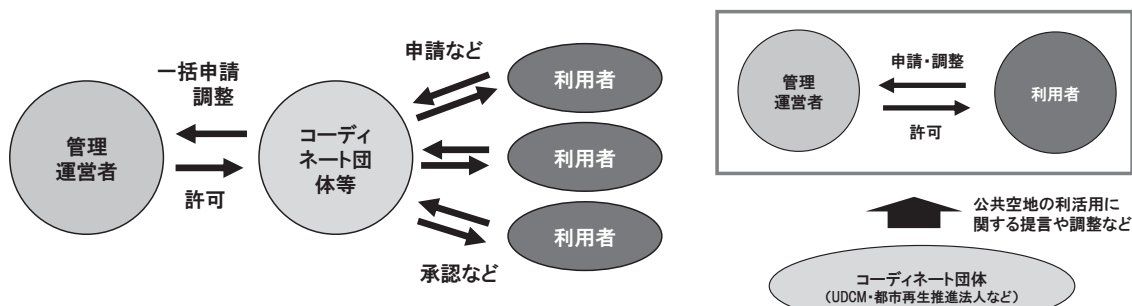 一括申請
調整
管理
運営者
許可
コーディ
ネート団
体等
申請など
利用者
利用者
利用者
承認など
管理
運営者
申請・調整
許可
利用者
公共空地の利活用に
関する提言や調整など
コーディネート団体
（UDCM・都市再生推進法人など）